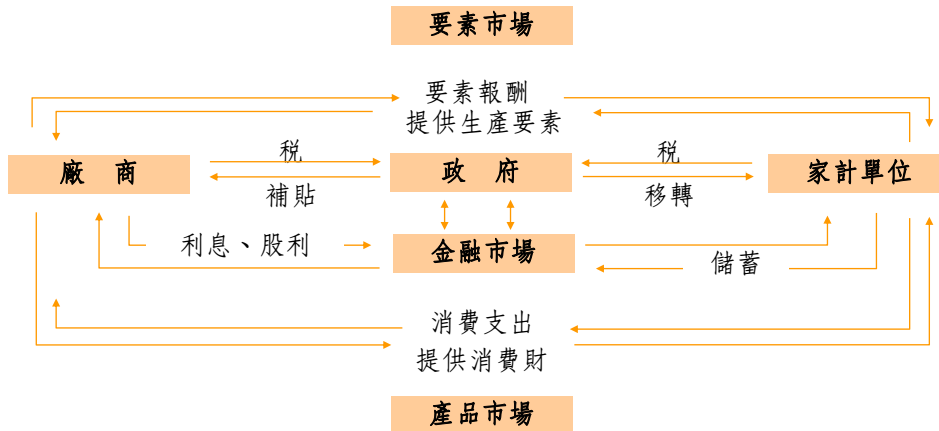 要素市場
要素報酬
提供生產要素
稅
稅
廠 商
政 府
家計單位
補貼
移轉
利息、股利
金融市場
儲蓄
消費支出
提供消費財
產品市場